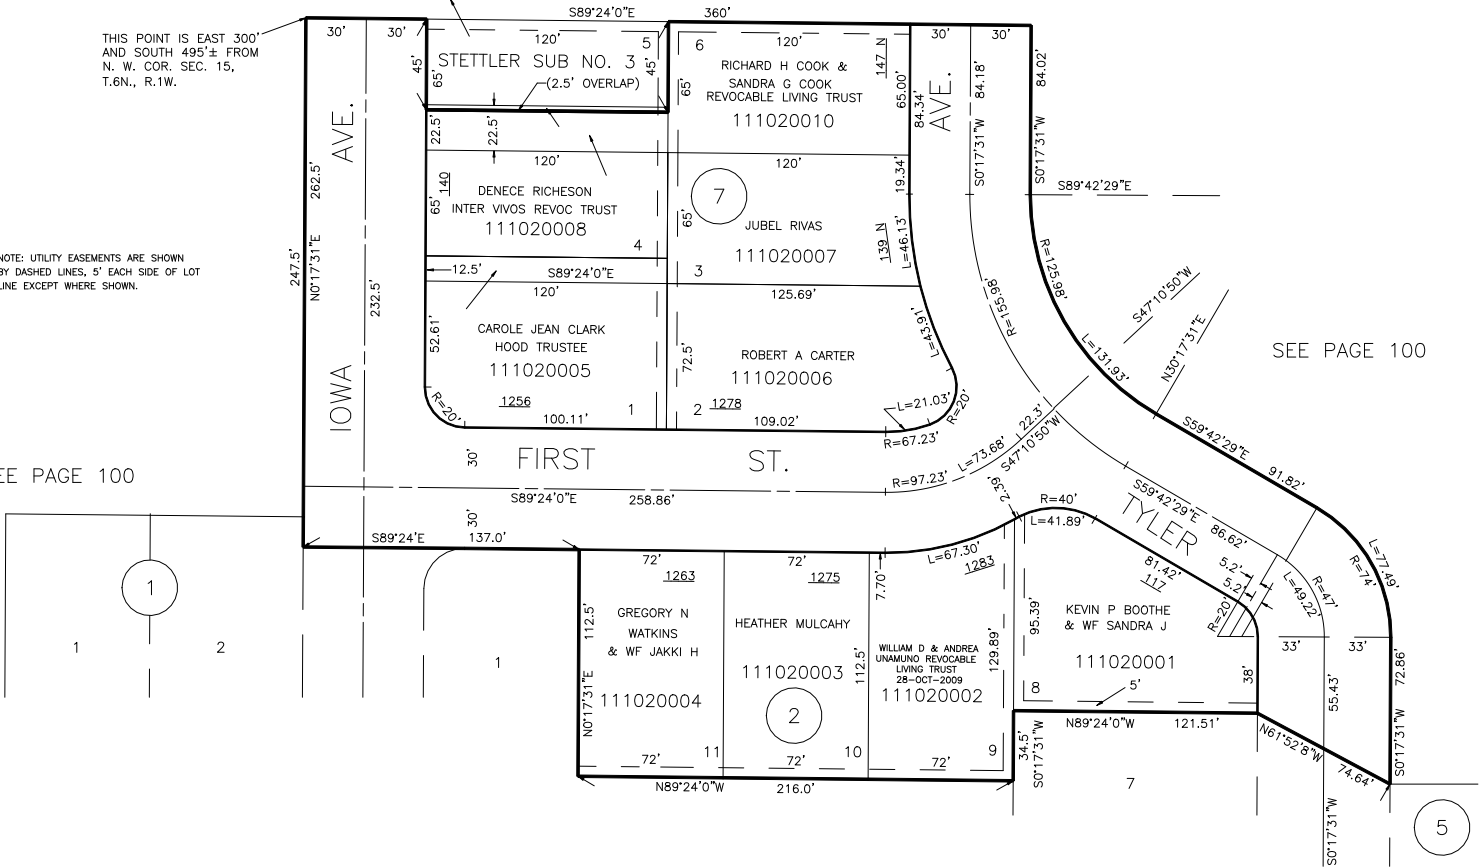 S89°24'0"E
360'
THIS POINT IS EAST 300'
AND SOUTH 495'± FROM
N. W. COR. SEC. 15,
T.6N., R.1W.
30'
30'
120'
5
45'
65'
STETTLER SUB NO. 3
45'
(2.5' OVERLAP)
6
120'
147 N
RICHARD H COOK &
SANDRA G COOK
REVOCABLE LIVING TRUST
111020010
65'
65.00'
84.34'
30'
30'
AVE.
84.18'
S0°17'31"W
84.02'
S0°17'31"W
AVE.
262.5'
22.5'
22.5'
120'
120'
19.34'
S89°42'29"E
140
65'
DENECE RICHESON
INTER VIVOS REVOC TRUST
111020008
4
7
65'
JUBEL RIVAS
111020007
3
139 N
L=46.13'
R=125.98'
NOTE: UTILITY EASEMENTS ARE SHOWN
BY DASHED LINES, 5' EACH SIDE OF LOT
LINE EXCEPT WHERE SHOWN.
247.5'
N0°17'31"E
232.5'
12.5'
S89°24'0"E
120'
125.69'
R=155.98'
S47°10'50"W
52.61'
CAROLE JEAN CLARK
HOOD TRUSTEE
111020005
1256
1
R=20'
100.11'
72.5'
ROBERT A CARTER
111020006
2
1278
109.02'
L=43.91'
L=21.03'
R=20'
R=67.23'
L=131.93'
N30°17'31"E
SEE PAGE 100
IOWA
FIRST
ST.
30'
R=97.23'
L=73.68'
22.3'
S47°10'50"W
S59°42'29"E
91.82'
EE PAGE 100
S89°24'0"E
258.86'
2.39'
R=40'
L=41.89'
S59°42'29"E
86.62'
TYLER
30'
S89°24'E
137.0'
L=67.30'
1283
81.42'
117
5.2'
5.2'
L=49.22'
R=47'
L=77.49'
R=74'
R=20'
1
1
2
1
72'
1263
112.5'
N0°17'31"E
GREGORY N
WATKINS
& WF JAKKI H
111020004
11
72'
72'
1275
HEATHER MULCAHY
111020003
2
10
72'
7.70'
112.5'
WILLIAM D & ANDREA
UNAMUNO REVOCABLE
LIVING TRUST
28-OCT-2009
111020002
9
72'
129.89'
95.39'
KEVIN P BOOTHE
& WF SANDRA J
111020001
8
5'
38'
33'
33'
55.43'
72.86'
S0°17'31"W
N89°24'0"W
121.51'
34.5'
S0°17'31"W
N61°52'8"W
74.64'
N89°24'0"W
216.0'
7
S0°17'31"W
5